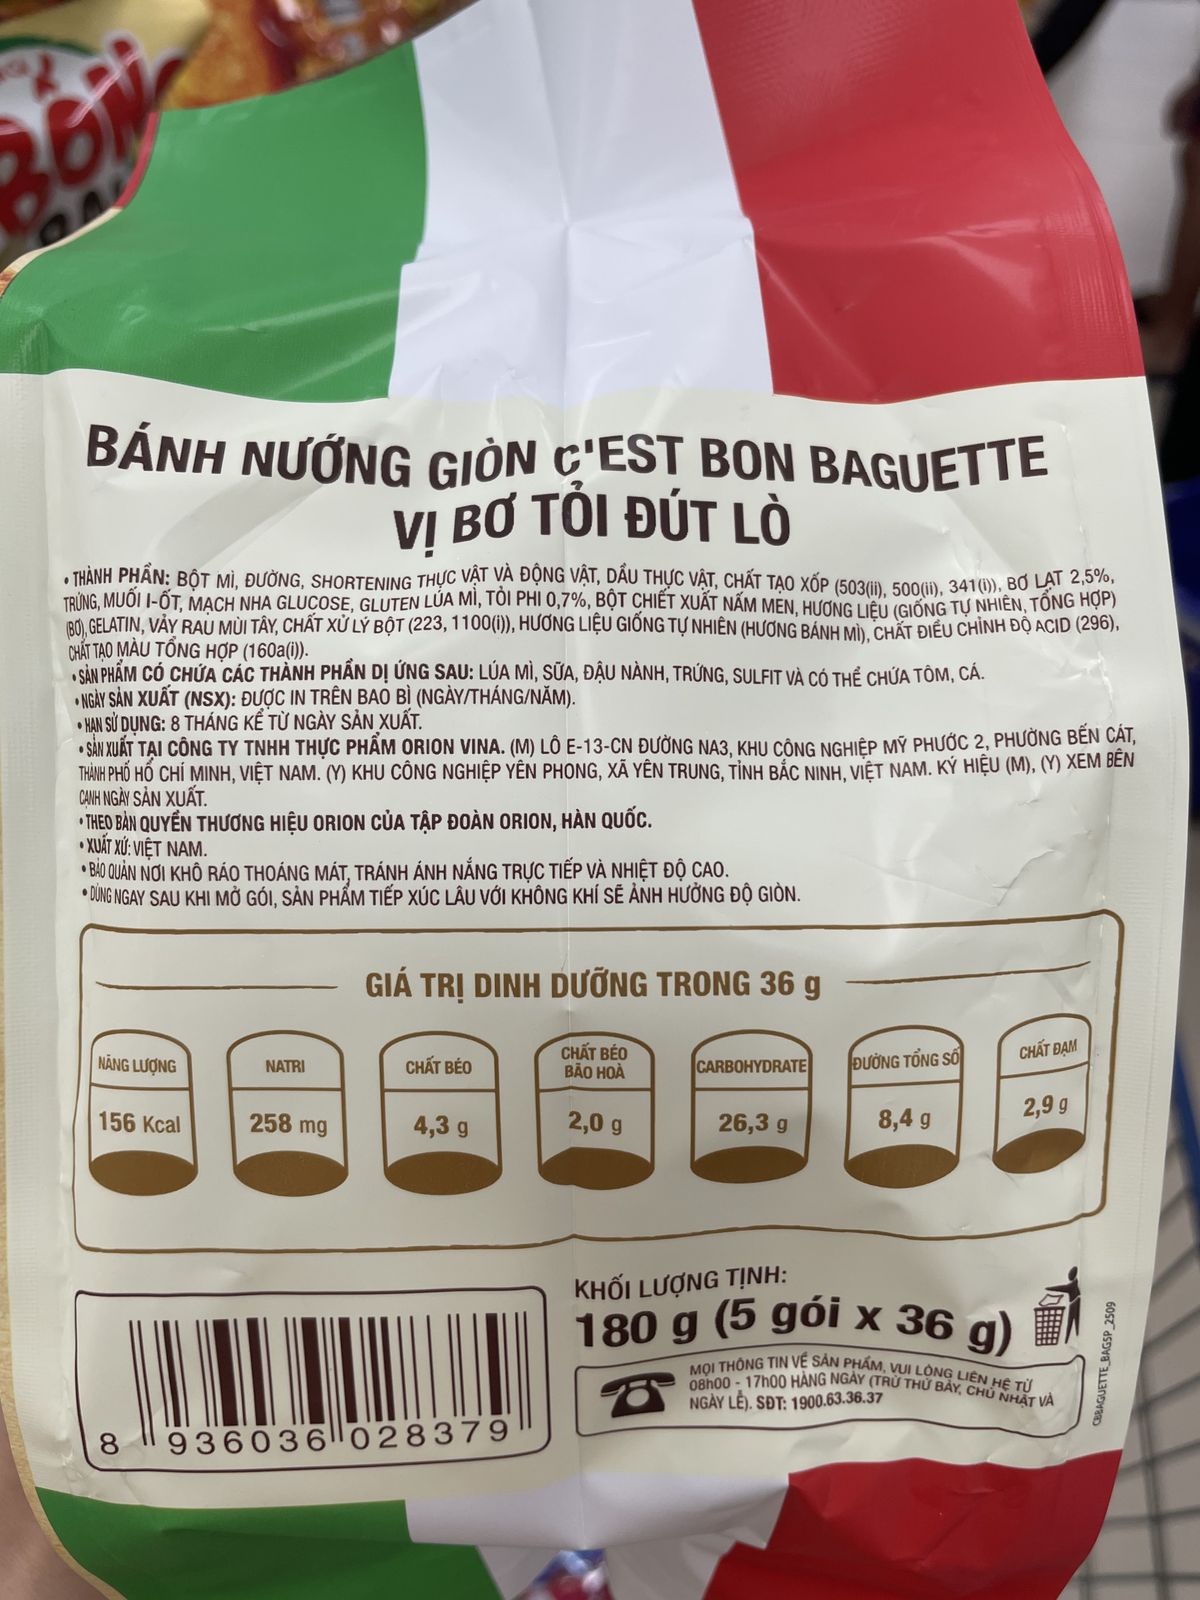 BÁNH NƯỚNG GIÒN C'EST BON BAGUETTE
VỊ BƠ TỎI ĐÚT LÒ
• THÀNH PHẦN: BỘT MÌ, ĐƯỜNG, SHORTENING THỰC VẬT VÀ ĐỘNG VẬT, DẦU THỰC VẬT, CHẤT TẠO XỐP (503(ii), 500(ii), 341(i)), BƠ LẠT 2,5%,
TRỨNG, MUỐI I-ỐT, MẠCH NHA GLUCOSE, GLUTEN LÚA MÌ, TỎI PHI 0,7%, BỘT CHIẾT XUẤT NẤM MEN, HƯƠNG LIỆU (GIỐNG TỰ NHIÊN, TỔNG HỢP)
(BƠ), GELATIN, VẢY RAU MÙI TÂY, CHẤT XỬ LÝ BỘT (223, 1100(i)), HƯƠNG LIỆU GIỐNG TỰ NHIÊN (HƯƠNG BÁNH MÌ), CHẤT ĐIỀU CHỈNH ĐỘ ACID (296),
CHẤT TẠO MÀU TỔNG HỢP (160a(i)).
• SẢN PHẨM CÓ CHỨA CÁC THÀNH PHẦN DỊ ỨNG SAU: LÚA MÌ, SỮA, ĐẬU NÀNH, TRỨNG, SULFIT VÀ CÓ THỂ CHỨA TÔM, CÁ.
• NGÀY SẢN XUẤT (NSX): ĐƯỢC IN TRÊN BAO BÌ (NGÀY/THÁNG/NĂM).
• HẠN SỬ DỤNG: 8 THÁNG KỂ TỪ NGÀY SẢN XUẤT.
• SẢN XUẤT TẠI CÔNG TY TNHH THỰC PHẨM ORION VINA. (M) LÔ E-13-CN ĐƯỜNG NA3, KHU CÔNG NGHIỆP MỸ PHƯỚC 2, PHƯỜNG BẾN CÁT,
THÀNH PHỐ HỒ CHÍ MINH, VIỆT NAM. (Y) KHU CÔNG NGHIỆP YÊN PHONG, XÃ YÊN TRUNG, TỈNH BẮC NINH, VIỆT NAM. KÝ HIỆU (M), (Y) XEM BÊN
CẠNH NGÀY SẢN XUẤT.
• THEO BẢN QUYỀN THƯƠNG HIỆU ORION CỦA TẬP ĐOÀN ORION, HÀN QUỐC.
• XUẤT XỨ: VIỆT NAM.
• BẢO QUẢN NƠI KHÔ RÁO THOÁNG MÁT, TRÁNH ÁNH NẮNG TRỰC TIẾP VÀ NHIỆT ĐỘ CAO.
• DÙNG NGAY SAU KHI MỞ GÓI, SẢN PHẨM TIẾP XÚC LÂU VỚI KHÔNG KHÍ SẼ ẢNH HƯỞNG ĐỘ GIÒN.
GIÁ TRỊ DINH DƯỠNG TRONG 36 g
NĂNG LƯỢNG
156 Kcal
NATRI
258 mg
CHẤT BÉO
4,3 g
CHẤT BÉO
BÃO HOÀ
2,0 g
CARBOHYDRATE
26,3 g
ĐƯỜNG TỔNG SỐ
8,4 g
CHẤT ĐẠM
2,9 g
8 936036 028379
KHỐI LƯỢNG TỊNH:
180 g (5 gói x 36 g)
MỌI THÔNG TIN VỀ SẢN PHẨM, VUI LÒNG LIÊN HỆ TỪ
08h00 - 17h00 HÀNG NGÀY (TRỪ THỨ BẢY, CHỦ NHẬT VÀ
NGÀY LỄ). SĐT: 1900.63.36.37
CBBAGUETTE_BAG5P_2509